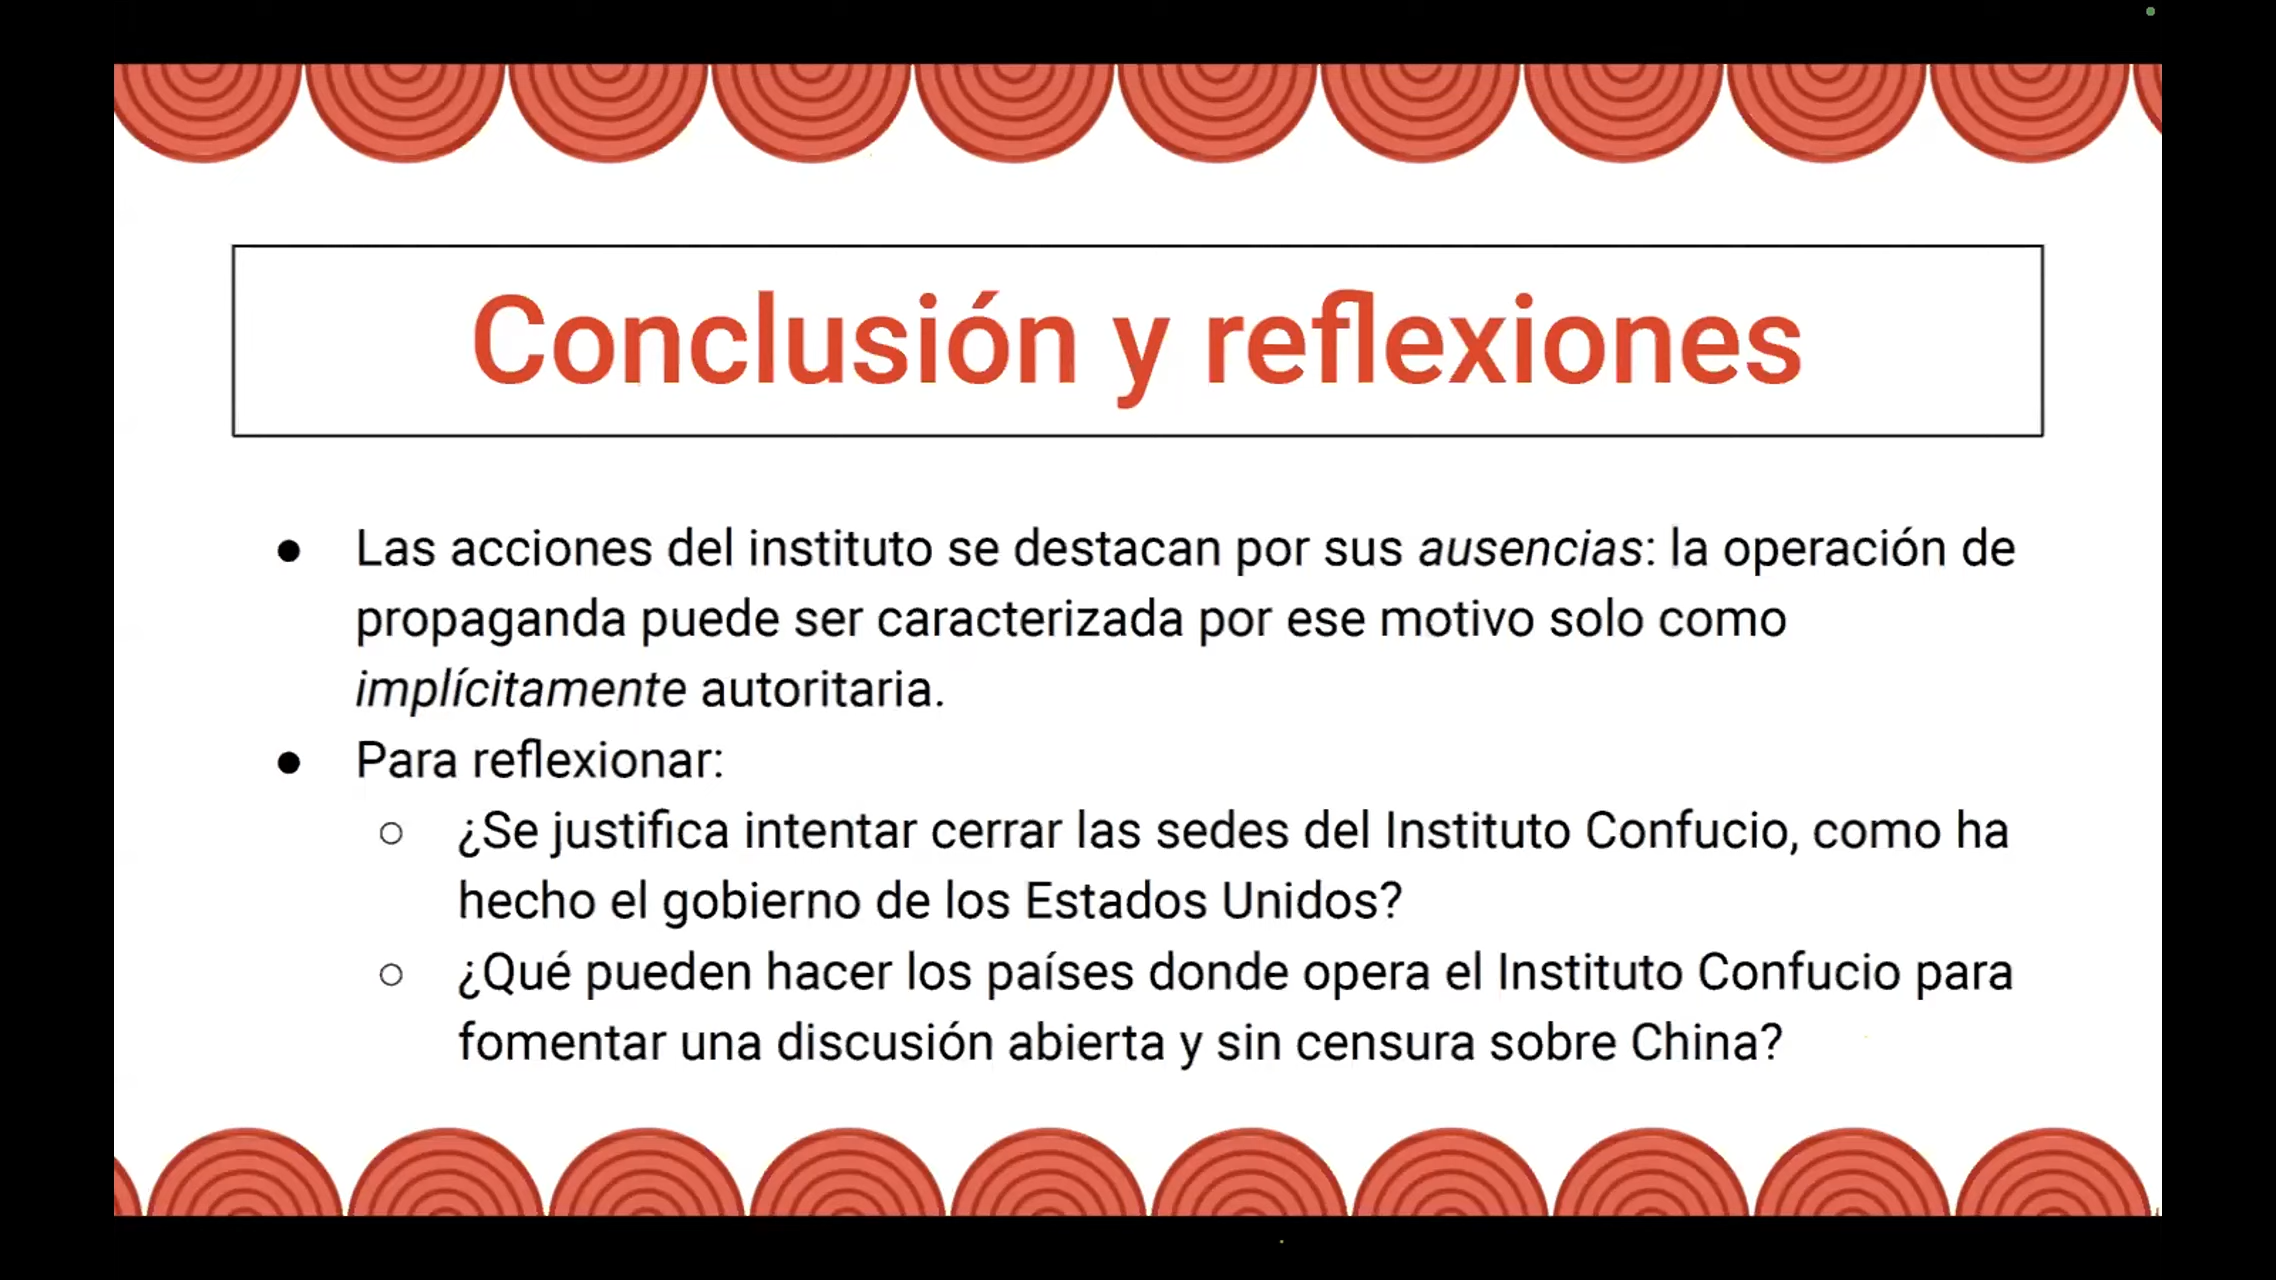 Conclusión y reflexiones
● Las acciones del instituto se destacan por sus ausencias: la operación de
propaganda puede ser caracterizada por ese motivo solo como
implícitamente autoritaria.
● Para reflexionar:
○ ¿Se justifica intentar cerrar las sedes del Instituto Confucio, como ha
hecho el gobierno de los Estados Unidos?
○ ¿Qué pueden hacer los países donde opera el Instituto Confucio para
fomentar una discusión abierta y sin censura sobre China?